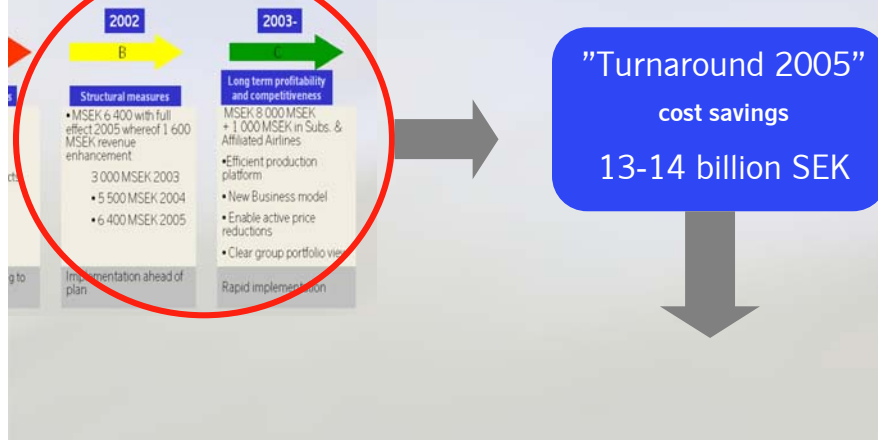 2002
B
Structural measures
•MSEK 6 400 with full
effect 2005 whereof 1 600
MSEK revenue
enhancement
3 000 MSEK 2003
•5 500 MSEK 2004
•6 400 MSEK 2005
Implementation ahead of
plan
2003-
C
Long term profitability
and competitiveness
MSEK 8 000 MSEK
+ 1 000 MSEK in Subs. &
Affiliated Airlines
•Efficient production
platform
• New Business model
• Enable active price
reductions
• Clear group portfolio view
Rapid implementation
"Turnaround 2005"
cost savings
13-14 billion SEK
g to